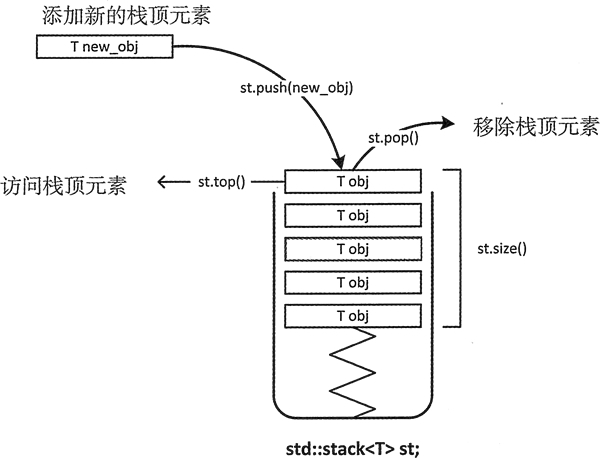 添加新的栈顶元素
T new_obj
st.push(new_obj)
st.pop()
移除栈顶元素
访问栈顶元素
st.top()
T obj
T obj
T obj
T obj
T obj
st.size()
std::stack<T> st;